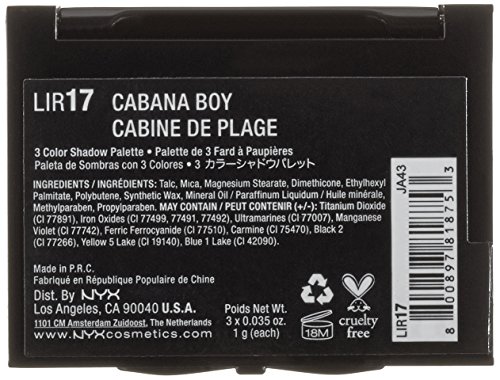 LIR17 CABANA BOY
CABINE DE PLAGE
3 Color Shadow Palette • Palette de 3 Fard à Paupières
Paleta de Sombras con 3 Colores • 3 カラーシャドウパレット
INGREDIENTS / INGRÉDIENTS: Talc, Mica, Magnesium Stearate, Dimethicone, Ethylhexyl
Palmitate, Polybutene, Synthetic Wax, Mineral Oil / Paraffinum Liquidum / Huile minérale,
Methylparaben, Propylparaben. MAY CONTAIN / PEUT CONTENIR (+/-): Titanium Dioxide
(CI 77891), Iron Oxides (CI 77499, 77491, 77492), Ultramarines (CI 77007), Manganese
Violet (CI 77742), Ferric Ferrocyanide (CI 77510), Carmine (CI 75470), Black 2
(CI 77266), Yellow 5 Lake (CI 19140), Blue 1 Lake (CI 42090).
Made in P.R.C.
Fabriqué en République Populaire de Chine
Dist. By NYX
Los Angeles, CA 90040 U.S.A.
1101 CM Amsterdam Zuidoost, The Netherlands
www.NYXcosmetics.com
Poids Net Wt
3 x 0.035 oz.
1 g (each)
18M
cruelty
free
JA43
LIR17
8 00897 81875 3